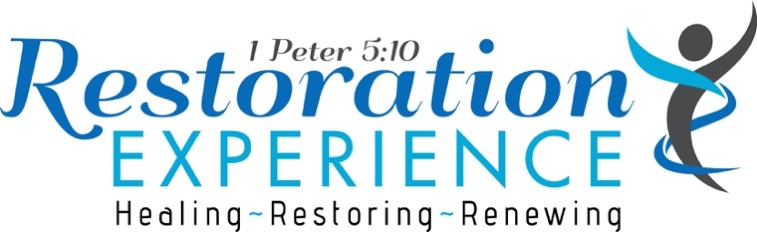 1 Peter 5:10
Restoration
EXPERIENCE
Healing~Restoring~Renewing